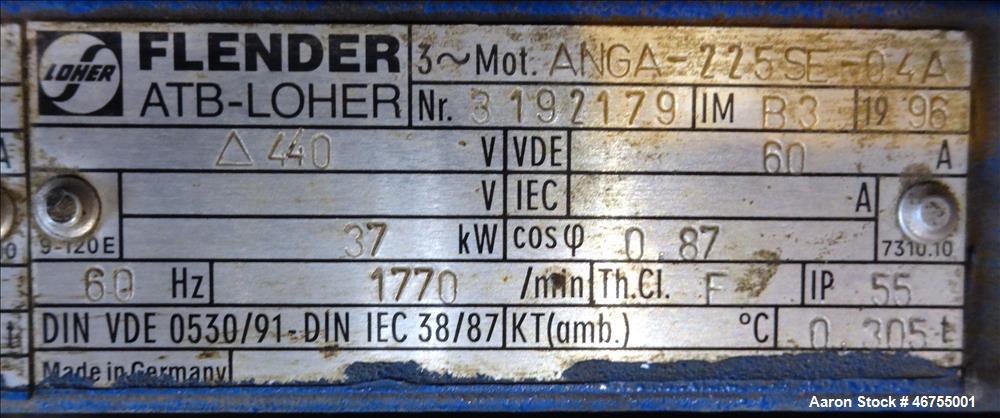 LOHER
FLENDER
ATB-LOHER
3~Mot. ANGA-225SE-04A
Nr. 3192179 IM B3 19 96
△ 440 V VDE 60 A
V IEC A
9-120E 37 kW cosφ 0.87 7310.10
60 Hz 1770 /min Th.Cl. F IP 55
DIN VDE 0530/91-DIN IEC 38/87 KT(amb.) °C 0.305 t
Made in Germany
Aaron Stock # 46755001